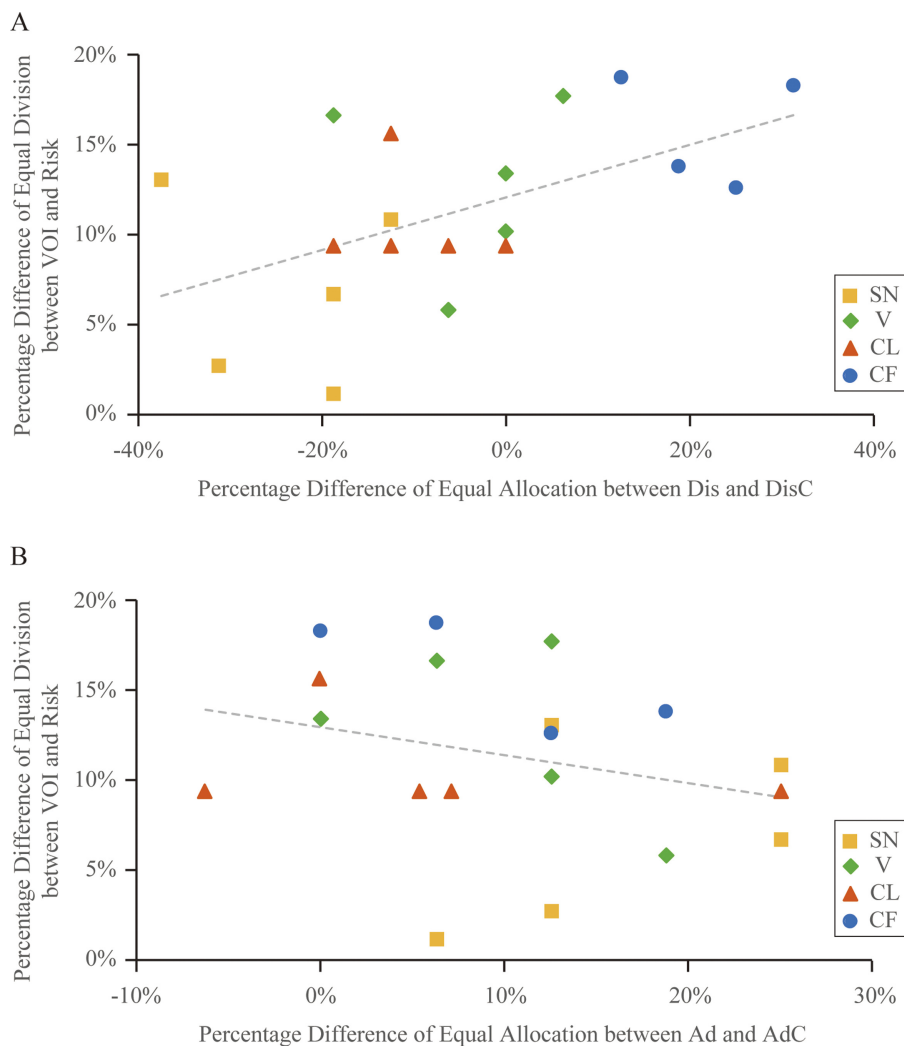 A
Percentage Difference of Equal Division
between VOI and Risk
20%
15%
10%
5%
0%
-40%
-20%
0%
20%
40%
SN
V
CL
CF
Percentage Difference of Equal Allocation between Dis and DisC
B
Percentage Difference of Equal Division
between VOI and Risk
20%
15%
10%
5%
0%
-10%
0%
10%
20%
30%
SN
V
CL
CF
Percentage Difference of Equal Allocation between Ad and AdC